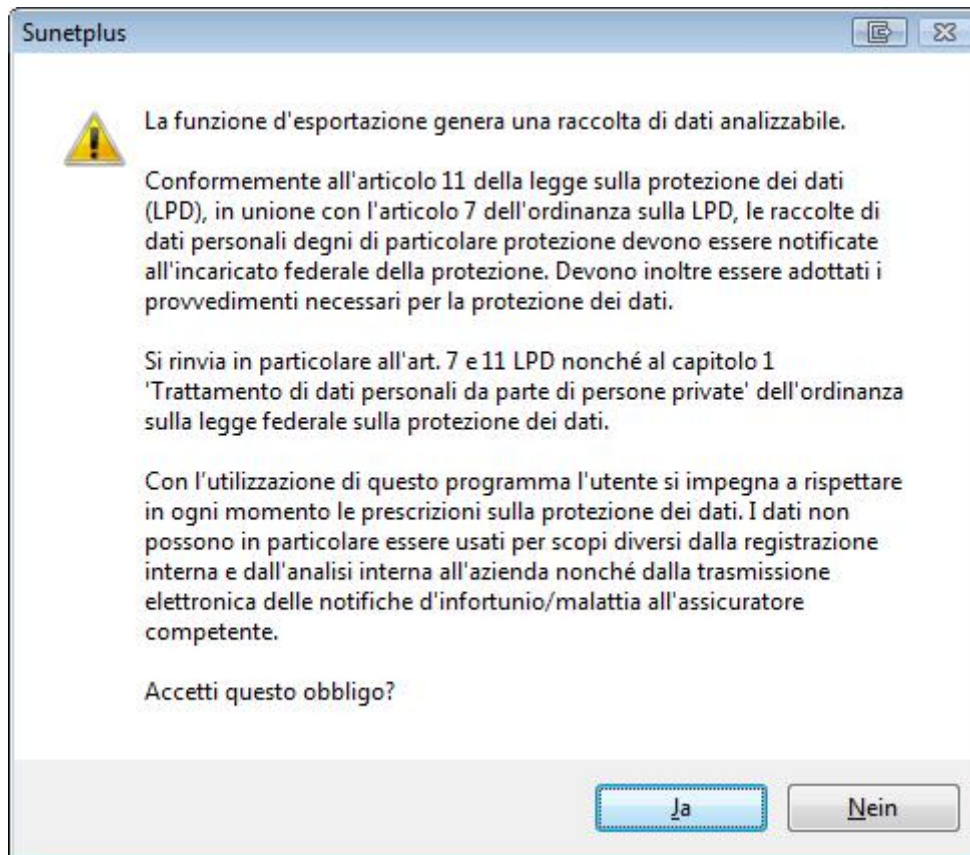 Sunetplus
La funzione d'esportazione genera una raccolta di dati analizzabile.
Conformemente all'articolo 11 della legge sulla protezione dei dati
(LPD), in unione con l'articolo 7 dell'ordinanza sulla LPD, le raccolte di
dati personali degni di particolare protezione devono essere notificate
all'incaricato federale della protezione. Devono inoltre essere adottati i
provvedimenti necessari per la protezione dei dati.
Si rinvia in particolare all'art. 7 e 11 LPD nonché al capitolo 1
'Trattamento di dati personali da parte di persone private' dell'ordinanza
sulla legge federale sulla protezione dei dati.
Con l'utilizzazione di questo programma l'utente si impegna a rispettare
in ogni momento le prescrizioni sulla protezione dei dati. I dati non
possono in particolare essere usati per scopi diversi dalla registrazione
interna e dall'analisi interna all'azienda nonché dalla trasmissione
elettronica delle notifiche d'infortunio/malattia all'assicuratore
competente.
Accetti questo obbligo?
Ja
Nein